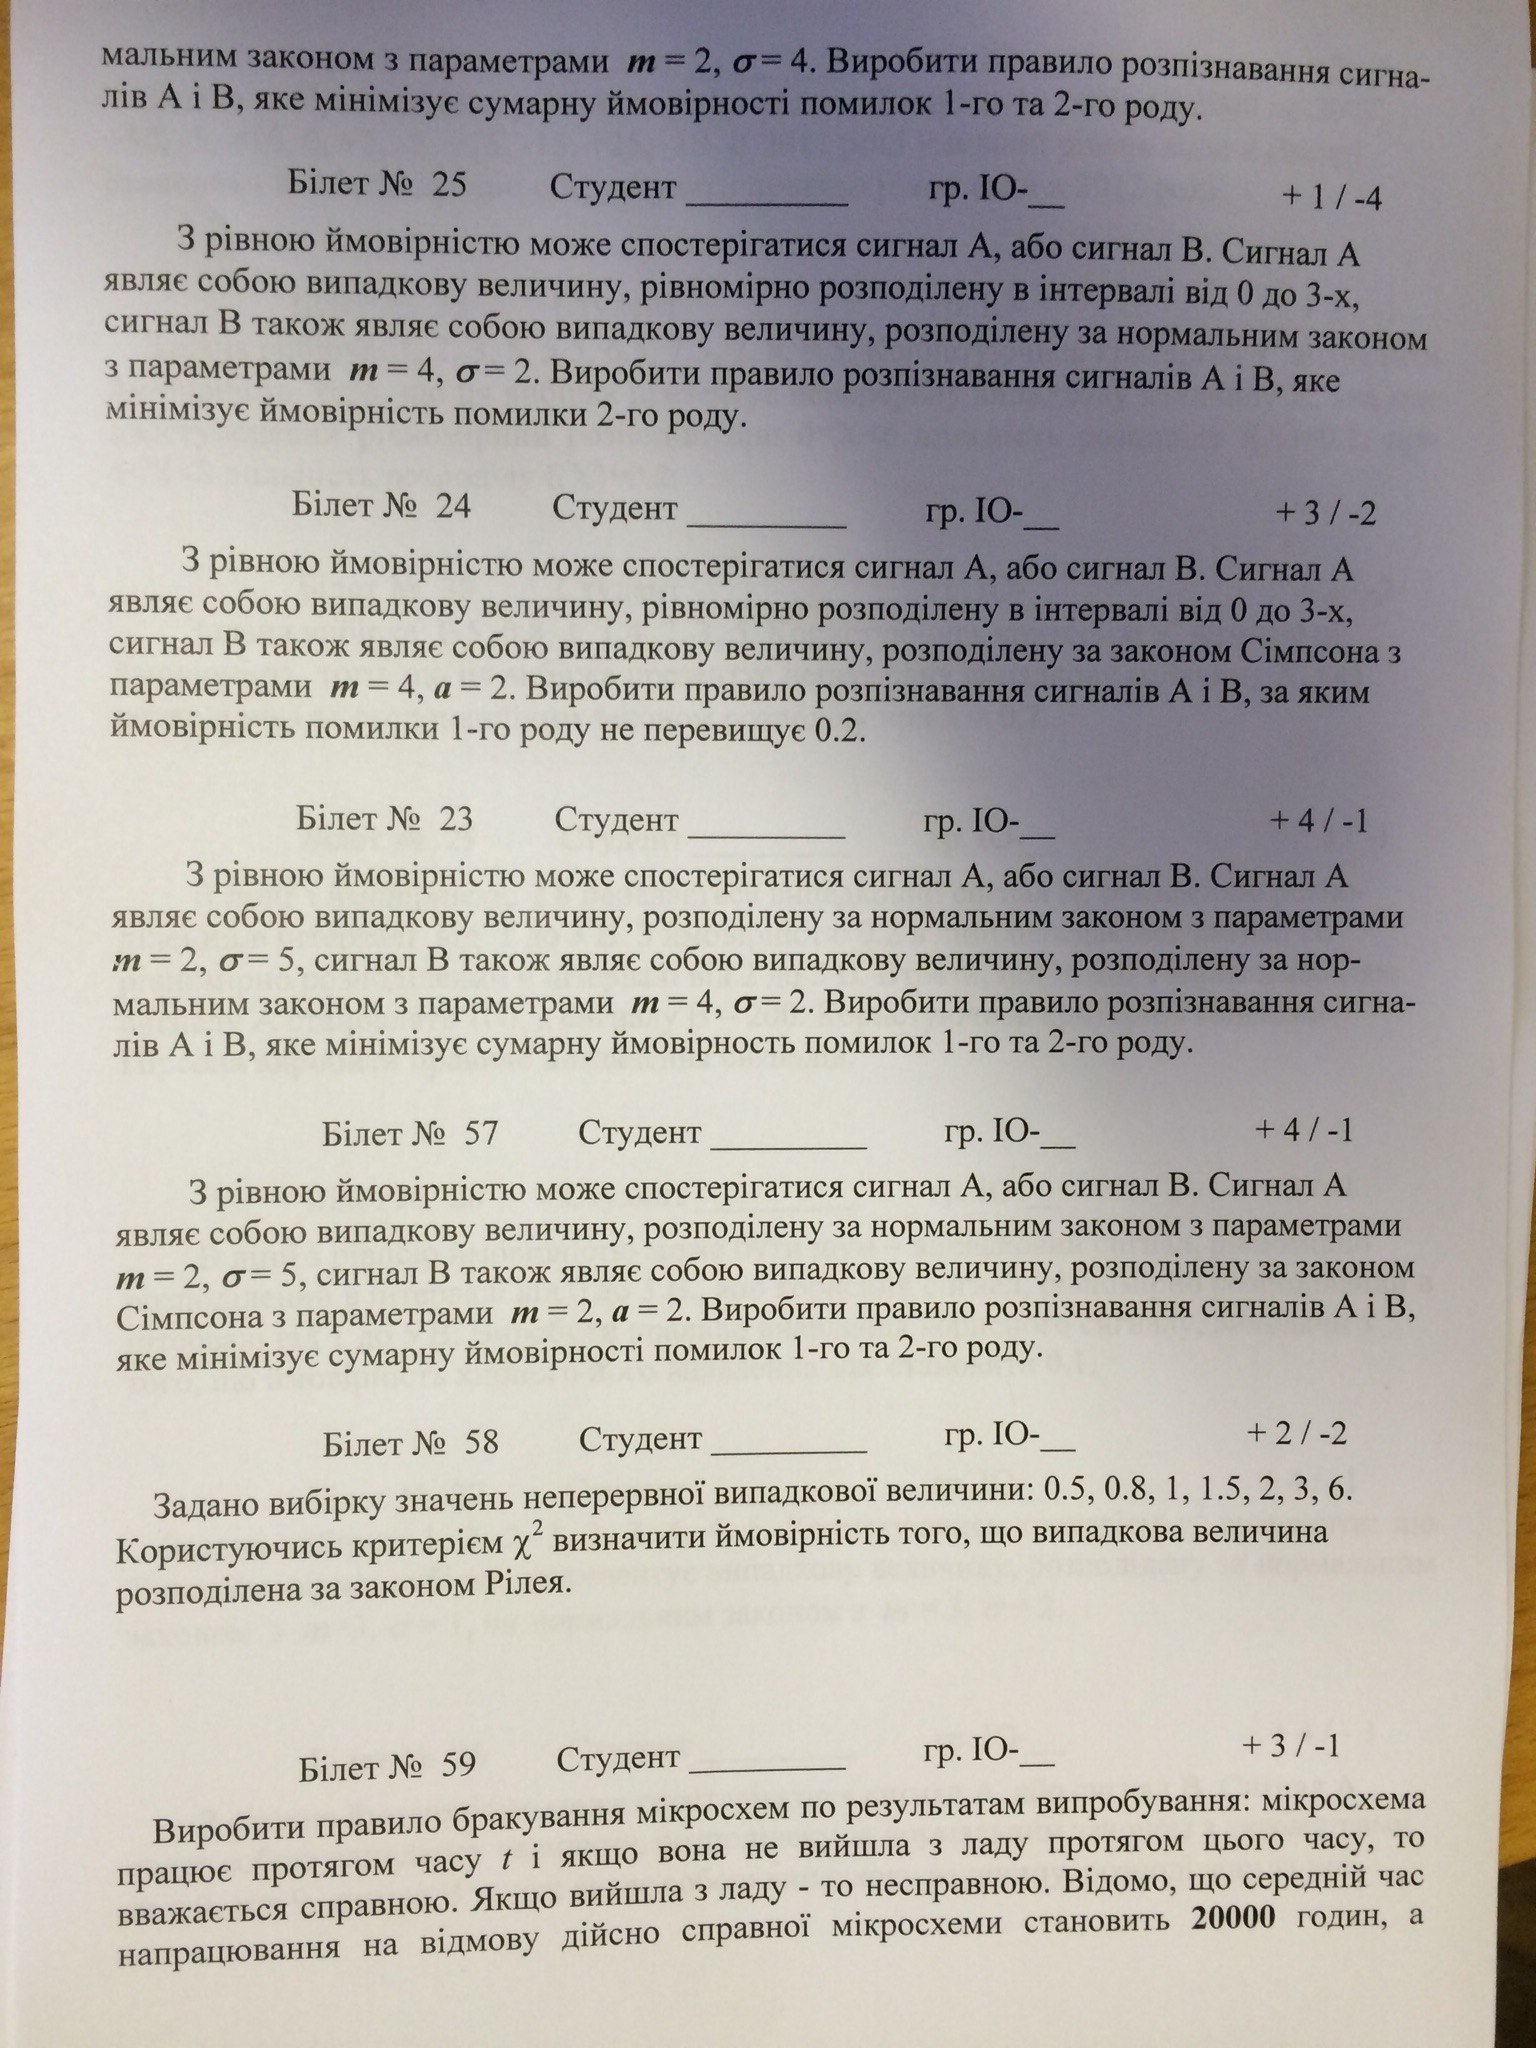 мальним законом з параметрами m = 2, σ = 4. Виробити правило розпізнавання сигна-
лів А і В, яке мінімізує сумарну ймовірності помилок 1-го та 2-го роду.
Білет № 25 Студент _________ гр. ІО-__ + 1 / -4
З рівною ймовірністю може спостерігатися сигнал А, або сигнал В. Сигнал А
являє собою випадкову величину, рівномірно розподілену в інтервалі від 0 до 3-х,
сигнал В також являє собою випадкову величину, розподілену за нормальним законом
з параметрами m = 4, σ = 2. Виробити правило розпізнавання сигналів А і В, яке
мінімізує ймовірність помилки 2-го роду.
Білет № 24 Студент _________ гр. ІО-__ + 3 / -2
З рівною ймовірністю може спостерігатися сигнал А, або сигнал В. Сигнал А
являє собою випадкову величину, рівномірно розподілену в інтервалі від 0 до 3-х,
сигнал В також являє собою випадкову величину, розподілену за законом Сімпсона з
параметрами m = 4, a = 2. Виробити правило розпізнавання сигналів А і В, за яким
ймовірність помилки 1-го роду не перевищує 0.2.
Білет № 23 Студент _________ гр. ІО-__ + 4 / -1
З рівною ймовірністю може спостерігатися сигнал А, або сигнал В. Сигнал А
являє собою випадкову величину, розподілену за нормальним законом з параметрами
m = 2, σ = 5, сигнал В також являє собою випадкову величину, розподілену за нор-
мальним законом з параметрами m = 4, σ = 2. Виробити правило розпізнавання сигна-
лів А і В, яке мінімізує сумарну ймовірность помилок 1-го та 2-го роду.
Білет № 57 Студент _________ гр. ІО-__ + 4 / -1
З рівною ймовірністю може спостерігатися сигнал А, або сигнал В. Сигнал А
являє собою випадкову величину, розподілену за нормальним законом з параметрами
m = 2, σ = 5, сигнал В також являє собою випадкову величину, розподілену за законом
Сімпсона з параметрами m = 2, a = 2. Виробити правило розпізнавання сигналів А і В,
яке мінімізує сумарну ймовірності помилок 1-го та 2-го роду.
Білет № 58 Студент _________ гр. ІО-__ + 2 / -2
Задано вибірку значень неперервної випадкової величини: 0.5, 0.8, 1, 1.5, 2, 3, 6.
Користуючись критерієм χ² визначити ймовірність того, що випадкова величина
розподілена за законом Рілея.
Білет № 59 Студент _________ гр. ІО-__ + 3 / -1
Виробити правило бракування мікросхем по результатам випробування: мікросхема
працює протягом часу t і якщо вона не вийшла з ладу протягом цього часу, то
вважається справною. Якщо вийшла з ладу - то несправною. Відомо, що середній час
напрацювання на відмову дійсно справної мікросхеми становить 20000 годин, а